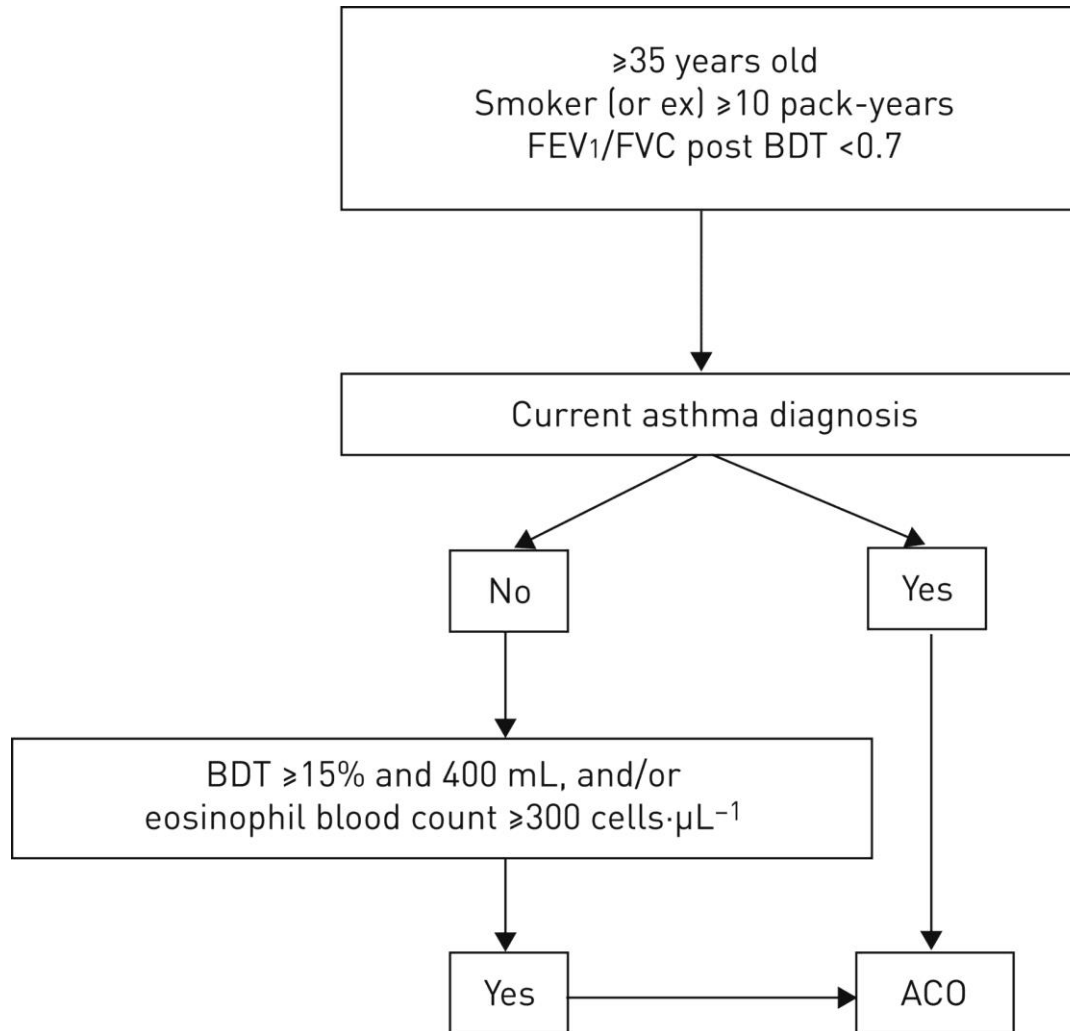 ≥35 years old
Smoker (or ex) ≥10 pack-years
FEV₁/FVC post BDT <0.7
Current asthma diagnosis
No
Yes
BDT ≥15% and 400 mL, and/or
eosinophil blood count ≥300 cells·µL⁻¹
Yes
ACO